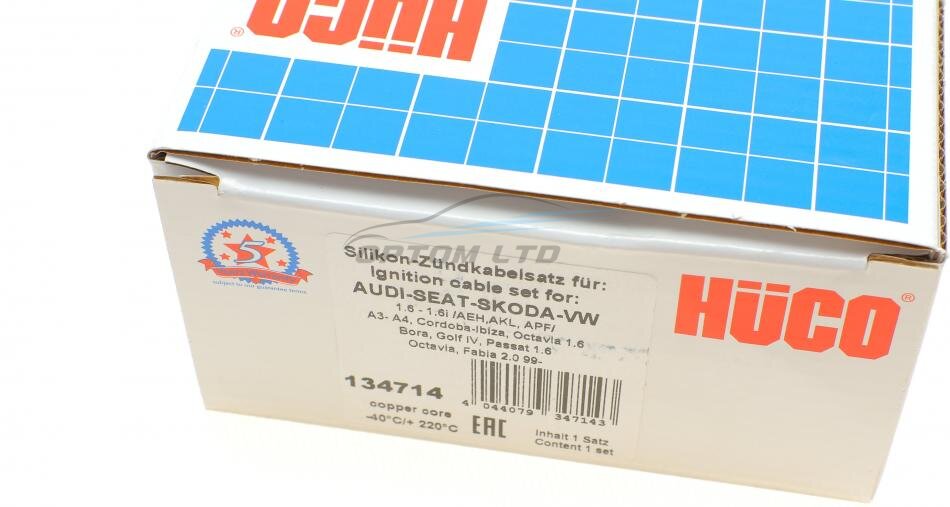 HÜCO®
ORTOM LTD
5
subject to our guarantee terms
Silikon-Zündkabelsatz für:
Ignition cable set for:
AUDI-SEAT-SKODA-VW
1.6 - 1.6i /AEH,AKL, APF/
A3- A4, Cordoba-Ibiza, Octavia 1.6
Bora, Golf IV, Passat 1.6
Octavia, Fabia 2.0 99-
134714
4 044079 347143
copper core
-40°C/+ 220°C
EAC
Inhalt 1 Satz
Content 1 set
HÜCO®